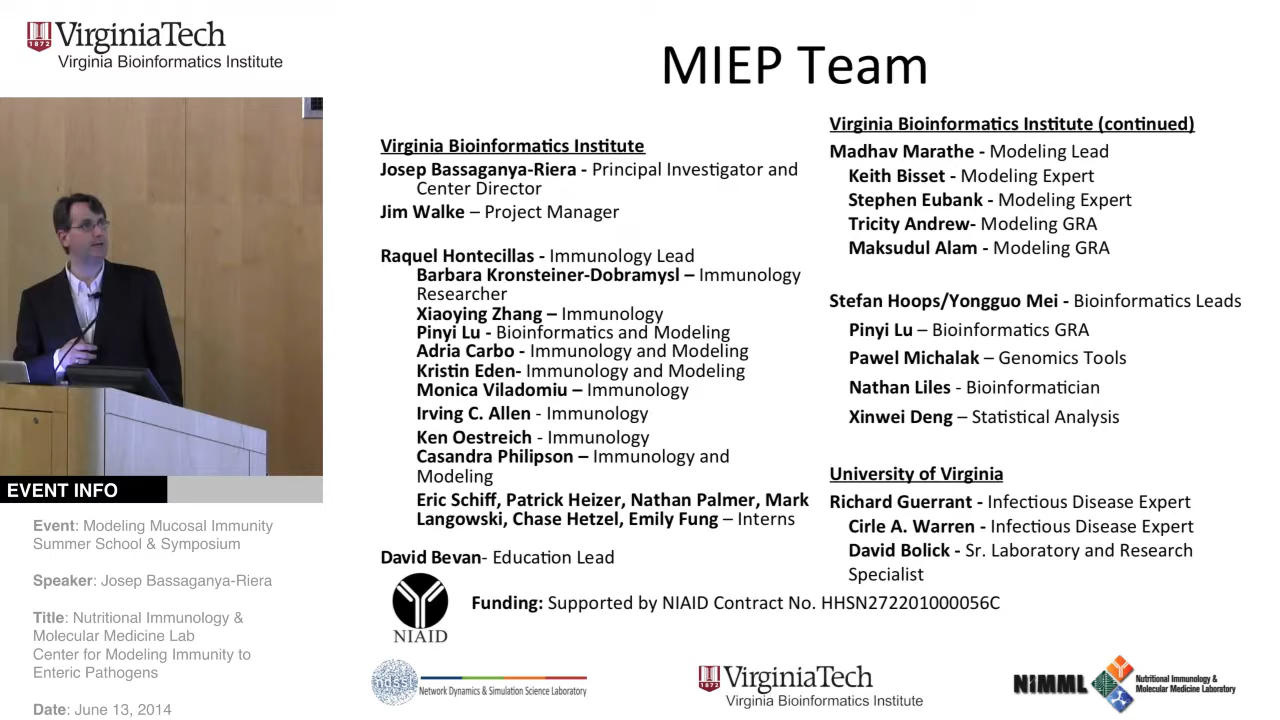 VirginiaTech
1872
Virginia Bioinformatics Institute
MIEP Team
Virginia Bioinformatics Institute
Josep Bassaganya-Riera - Principal Investigator and
Center Director
Jim Walke – Project Manager
Raquel Hontecillas - Immunology Lead
Barbara Kronsteiner-Dobramysl – Immunology
Researcher
Xiaoying Zhang – Immunology
Pinyi Lu - Bioinformatics and Modeling
Adria Carbo - Immunology and Modeling
Kristin Eden- Immunology and Modeling
Monica Viladomiu – Immunology
Irving C. Allen - Immunology
Ken Oestreich - Immunology
Casandra Philipson – Immunology and
Modeling
Eric Schiff, Patrick Heizer, Nathan Palmer, Mark
Langowski, Chase Hetzel, Emily Fung – Interns
David Bevan- Education Lead
Virginia Bioinformatics Institute (continued)
Madhav Marathe - Modeling Lead
Keith Bisset - Modeling Expert
Stephen Eubank - Modeling Expert
Tricity Andrew- Modeling GRA
Maksudul Alam - Modeling GRA
Stefan Hoops/Yongguo Mei - Bioinformatics Leads
Pinyi Lu – Bioinformatics GRA
Pawel Michalak – Genomics Tools
Nathan Liles - Bioinformatician
Xinwei Deng – Statistical Analysis
University of Virginia
Richard Guerrant - Infectious Disease Expert
Cirle A. Warren - Infectious Disease Expert
David Bolick - Sr. Laboratory and Research
Specialist
NIAID
Funding: Supported by NIAID Contract No. HHSN272201000056C
ndssl
Network Dynamics & Simulation Science Laboratory
VirginiaTech
1872
Virginia Bioinformatics Institute
NIMML
Nutritional Immunology &
Molecular Medicine Laboratory
EVENT INFO
Event: Modeling Mucosal Immunity
Summer School & Symposium
Speaker: Josep Bassaganya-Riera
Title: Nutritional Immunology &
Molecular Medicine Lab
Center for Modeling Immunity to
Enteric Pathogens
Date: June 13, 2014